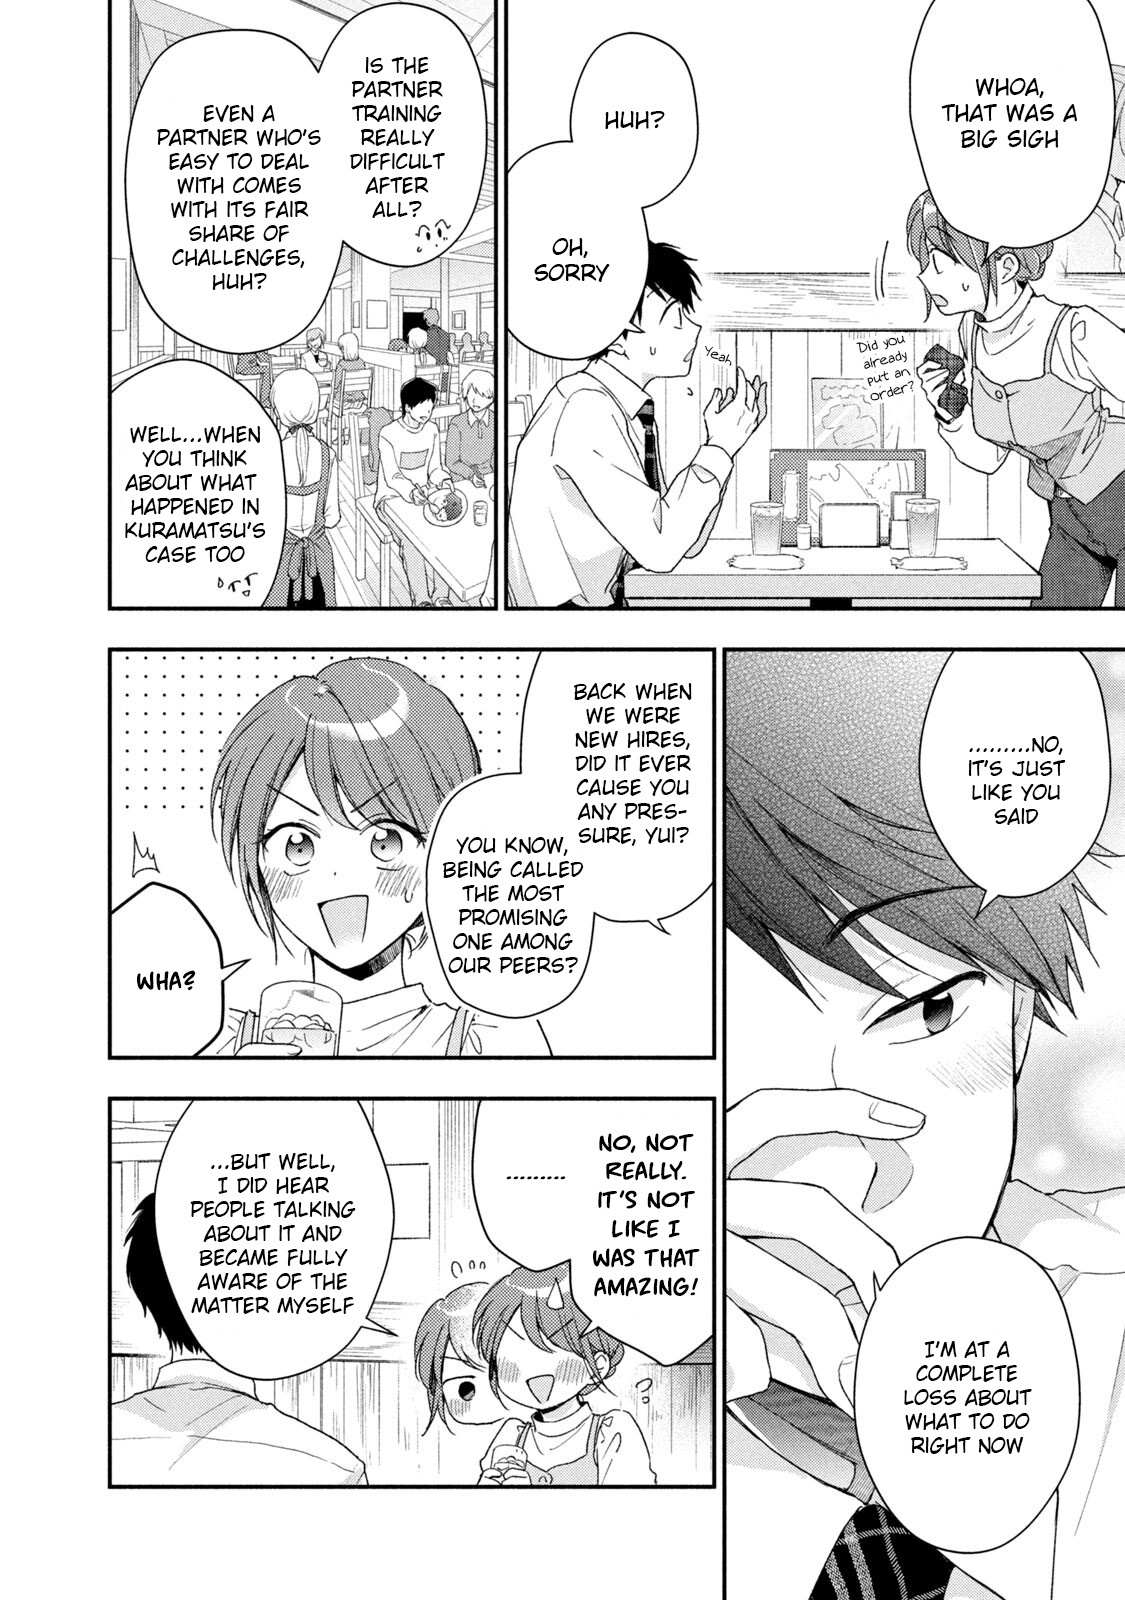 WHOA,
THAT WAS A
BIG SIGH
HUH?
OH,
SORRY
Did you
already
put an
order?
Yeah
IS THE
PARTNER
TRAINING
REALLY
DIFFICULT
AFTER
ALL?
EVEN A
PARTNER WHO'S
EASY TO DEAL
WITH COMES
WITH ITS FAIR
SHARE OF
CHALLENGES,
HUH?
WELL...WHEN
YOU THINK
ABOUT WHAT
HAPPENED IN
KURAMATSU'S
CASE TOO
.........NO,
IT'S JUST
LIKE YOU
SAID
I'M AT A
COMPLETE
LOSS ABOUT
WHAT TO DO
RIGHT NOW
BACK WHEN
WE WERE
NEW HIRES,
DID IT EVER
CAUSE YOU
ANY PRES-
SURE, YUI?
YOU KNOW,
BEING CALLED
THE MOST
PROMISING
ONE AMONG
OUR PEERS?
WHA?
NO, NOT
REALLY.
IT'S NOT
LIKE I
WAS THAT
AMAZING!
.........
...BUT WELL,
I DID HEAR
PEOPLE TALKING
ABOUT IT AND
BECAME FULLY
AWARE OF THE
MATTER MYSELF